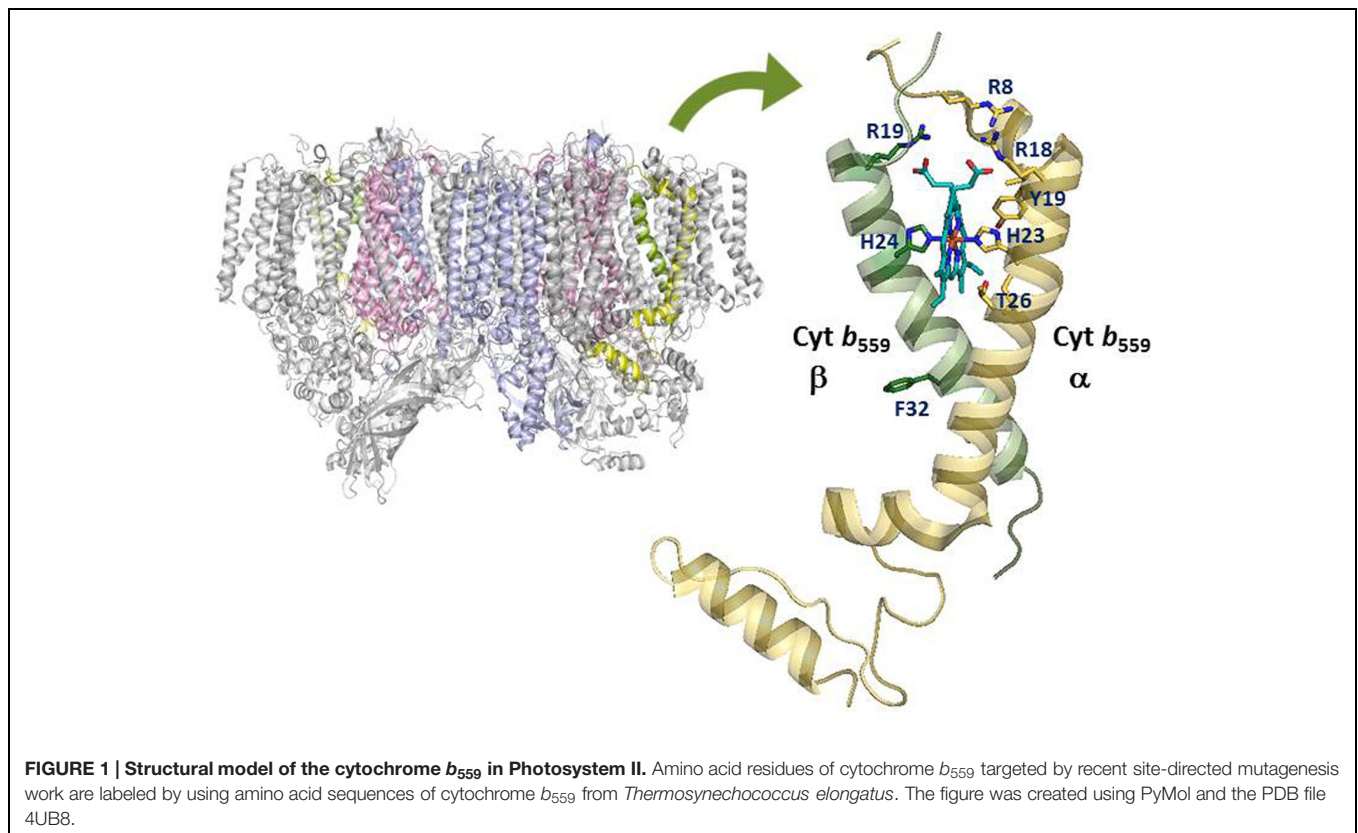 R8
R19
R18
Y19
H24
H23
T26
Cyt b559
β
Cyt b559
α
F32
FIGURE 1 | Structural model of the cytochrome b559 in Photosystem II. Amino acid residues of cytochrome b559 targeted by recent site-directed mutagenesis
work are labeled by using amino acid sequences of cytochrome b559 from Thermosynechococcus elongatus. The figure was created using PyMol and the PDB file
4UB8.